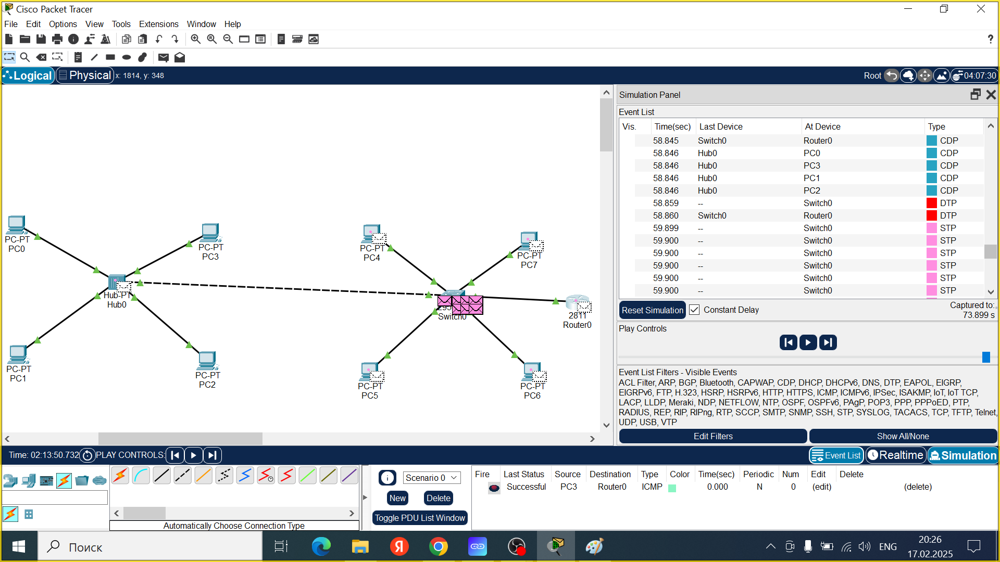 Cisco Packet Tracer
File Edit Options View Tools Extensions Window Help
?
Logical Physical x: 1814, y: 348 Root 04:07:30
PC-PT
PC0
PC-PT
PC3
PC-PT
PC4
PC-PT
PC7
Hub-PT
Hub0
295
Switch0
2811
Router0
PC-PT
PC1
PC-PT
PC2
PC-PT
PC5
PC-PT
PC6
Simulation Panel
Event List
Vis. Time(sec) Last Device At Device Type
58.845 Switch0 Router0 CDP
58.846 Hub0 PC0 CDP
58.846 Hub0 PC3 CDP
58.846 Hub0 PC1 CDP
58.846 Hub0 PC2 CDP
58.859 -- Switch0 DTP
58.860 Switch0 Router0 DTP
59.899 -- Switch0 STP
59.900 -- Switch0 STP
59.900 -- Switch0 STP
59.900 -- Switch0 STP
59.900 -- Switch0 STP
59.900 -- Switch0 STP
Reset Simulation Constant Delay Captured to:
73.899 s
Play Controls
Event List Filters - Visible Events
ACL Filter, ARP, BGP, Bluetooth, CAPWAP, CDP, DHCP, DHCPv6, DNS, DTP, EAPOL, EIGRP,
EIGRPv6, FTP, H.323, HSRP, HSRPv6, HTTP, HTTPS, ICMP, ICMPv6, IPSec, ISAKMP, IoT, IoT TCP,
LACP, LLDP, Meraki, NDP, NETFLOW, NTP, OSPF, OSPFv6, PAgP, POP3, PPP, PPPoED, PTP,
RADIUS, REP, RIP, RIPng, RTP, SCCP, SMTP, SNMP, SSH, STP, SYSLOG, TACACS, TCP, TFTP, Telnet,
UDP, USB, VTP
Edit Filters Show All/None
Time: 02:13:50.732 PLAY CONTROLS: Event List Realtime Simulation
Scenario 0
New Delete
Toggle PDU List Window
Automatically Choose Connection Type
Fire Last Status Source Destination Type Color Time(sec) Periodic Num Edit Delete
Successful PC3 Router0 ICMP 0.000 N 0 (edit) (delete)
Поиск
Я
ENG
20:26
17.02.2025